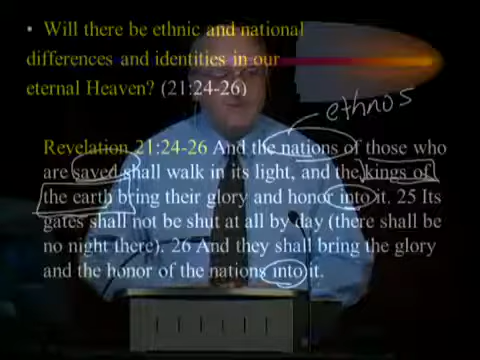 • Will there be ethnic and national
differences and identities in our
eternal Heaven? (21:24-26)
ethnos
Revelation 21:24-26 And the nations of those who
are saved shall walk in its light, and the kings of
the earth bring their glory and honor into it. 25 Its
gates shall not be shut at all by day (there shall be
no night there). 26 And they shall bring the glory
and the honor of the nations into it.